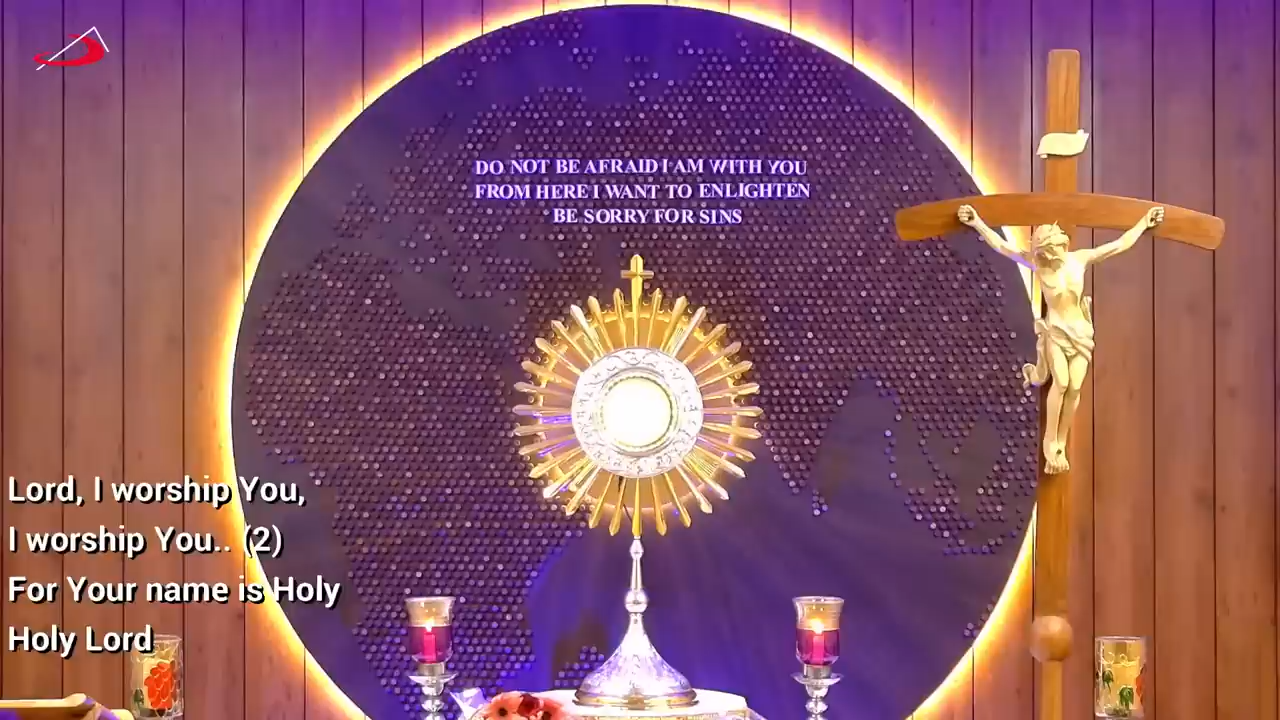 DO NOT BE AFRAID I AM WITH YOU
FROM HERE I WANT TO ENLIGHTEN
BE SORRY FOR SINS
Lord, I worship You,
I worship You.. (2)
For Your name is Holy
Holy Lord